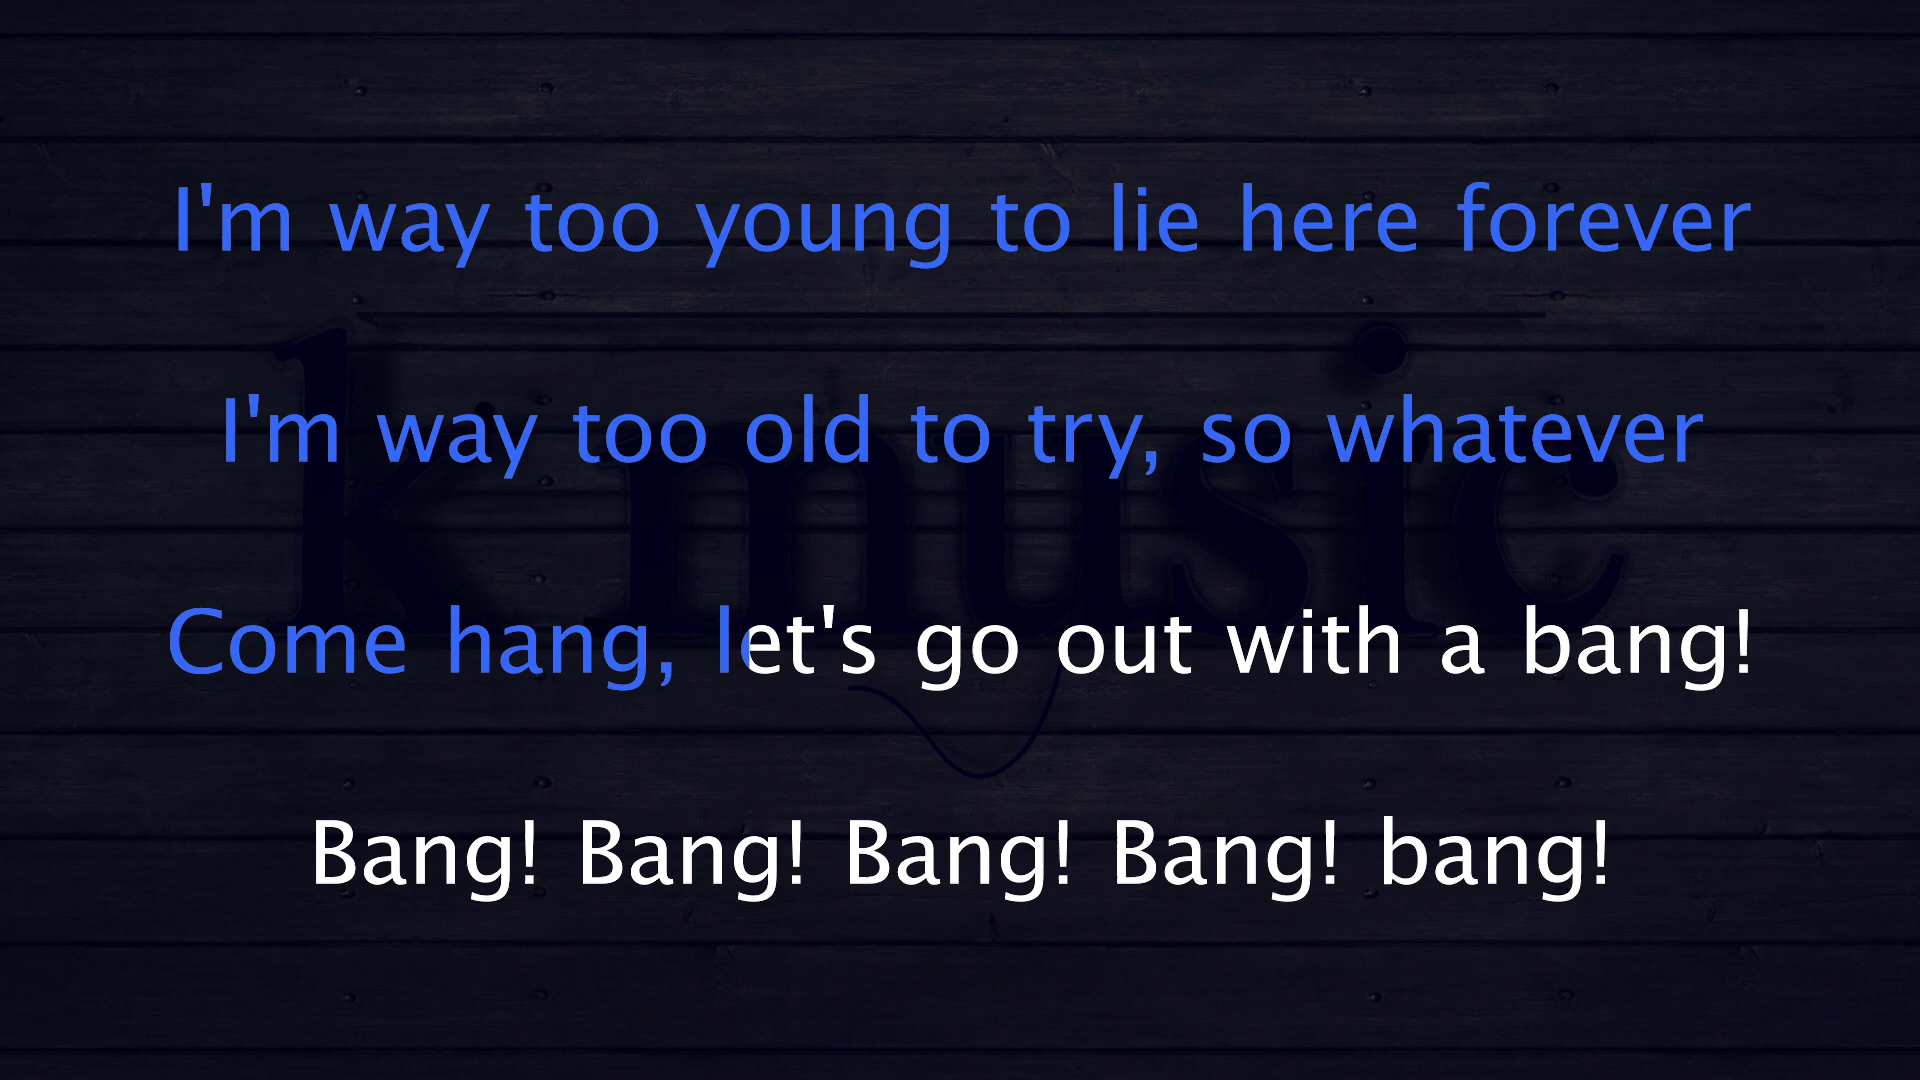 I'm way too young to lie here forever
I'm way too old to try, so whatever
k music
Come hang, let's go out with a bang!
Bang! Bang! Bang! Bang! bang!